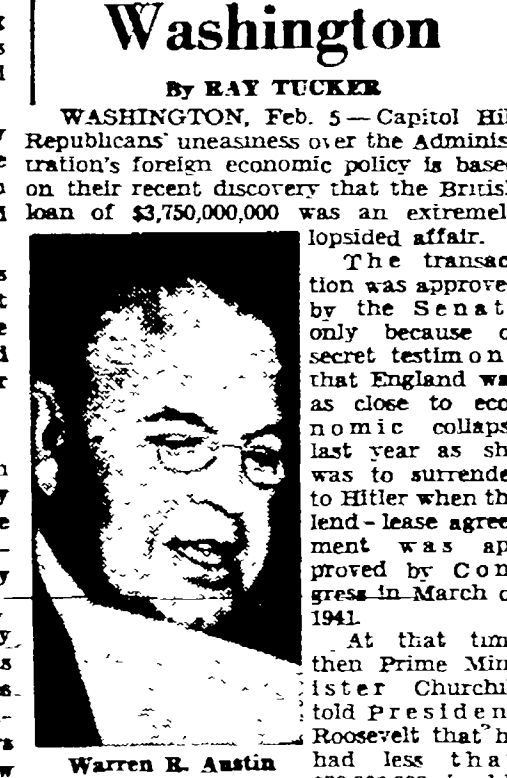 Washington
By RAY TUCKER
WASHINGTON, Feb. 5 — Capitol Hil
Republicans' uneasiness over the Adminis
tration's foreign economic policy is base
on their recent discovery that the Britis
loan of $3,750,000,000 was an extremel
lopsided affair.
The transac
tion was approve
by the Senat
only because o
secret testimon
that England wa
as close to eco
nomic collaps
last year as sh
was to surrende
to Hitler when th
lend-lease agree
ment was ap
proved by Con
gress in March o
1941.
At that tim
then Prime Min
ister Churchil
told Presiden
Roosevelt that h
had less tha
Warren R. Austin